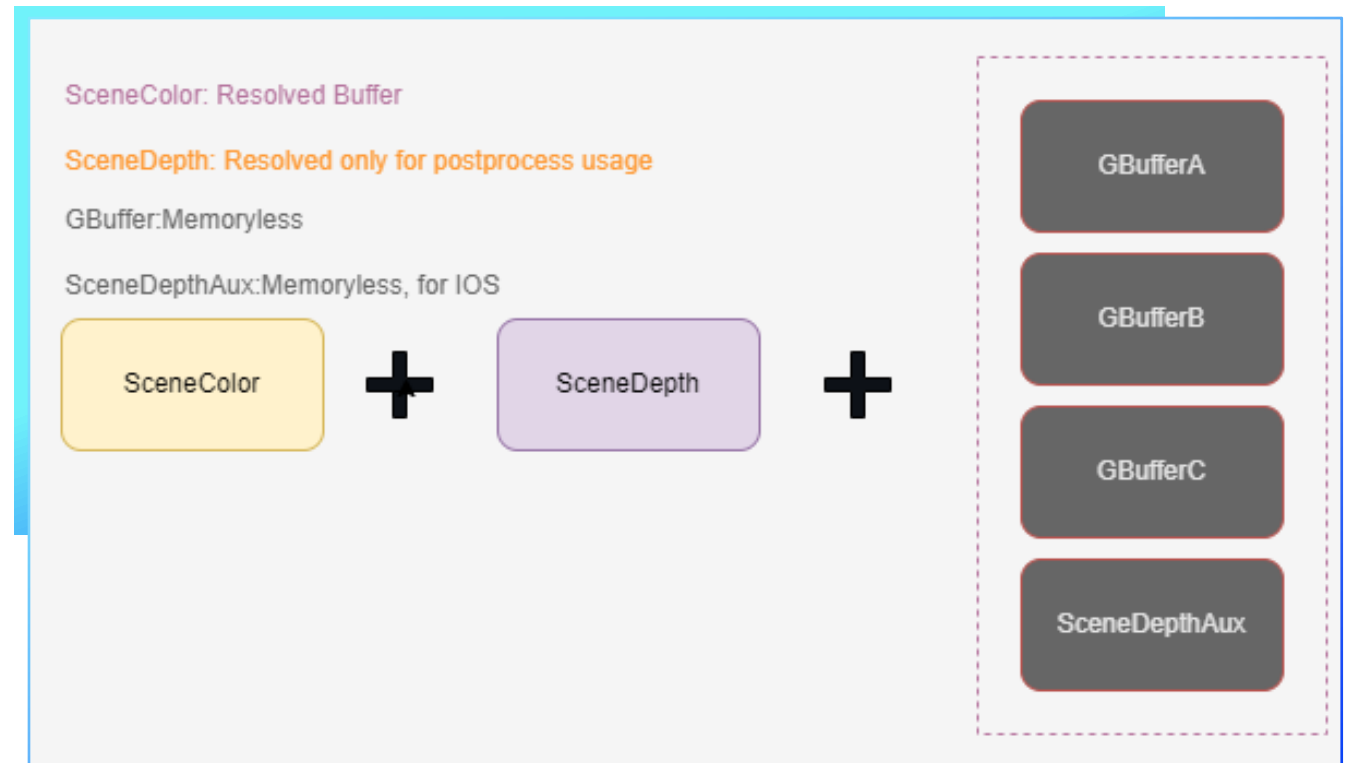 SceneColor: Resolved Buffer
SceneDepth: Resolved only for postprocess usage
GBuffer:Memoryless
SceneDepthAux:Memoryless, for IOS
SceneColor
SceneDepth
GBufferA
GBufferB
GBufferC
SceneDepthAux